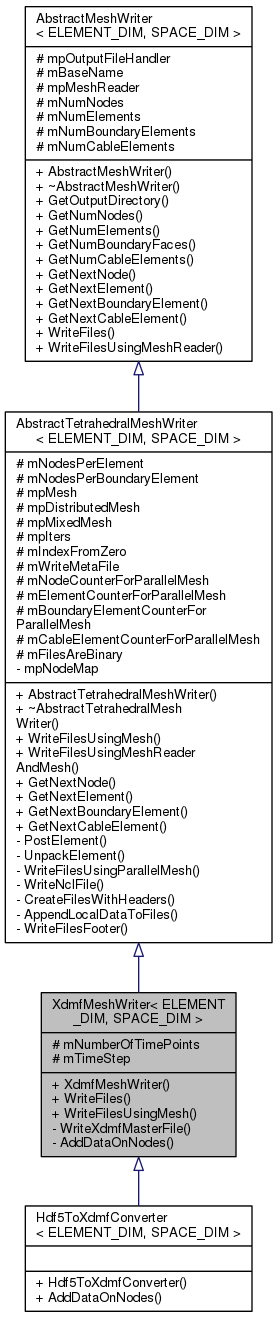 AbstractMeshWriter
< ELEMENT_DIM, SPACE_DIM >
# mpOutputFileHandler
# mBaseName
# mpMeshReader
# mNumNodes
# mNumElements
# mNumBoundaryElements
# mNumCableElements
+ AbstractMeshWriter()
+ ~AbstractMeshWriter()
+ GetOutputDirectory()
+ GetNumNodes()
+ GetNumElements()
+ GetNumBoundaryFaces()
+ GetNumCableElements()
+ GetNextNode()
+ GetNextElement()
+ GetNextBoundaryElement()
+ GetNextCableElement()
+ WriteFiles()
+ WriteFilesUsingMeshReader()
AbstractTetrahedralMeshWriter
< ELEMENT_DIM, SPACE_DIM >
# mNodesPerElement
# mNodesPerBoundaryElement
# mpMesh
# mpDistributedMesh
# mpMixedMesh
# mpIters
# mIndexFromZero
# mWriteMetaFile
# mNodeCounterForParallelMesh
# mElementCounterForParallelMesh
# mBoundaryElementCounterFor
ParallelMesh
# mCableElementCounterForParallelMesh
# mFilesAreBinary
- mpNodeMap
+ AbstractTetrahedralMeshWriter()
+ ~AbstractTetrahedralMesh
Writer()
+ WriteFilesUsingMesh()
+ WriteFilesUsingMeshReader
AndMesh()
+ GetNextNode()
+ GetNextElement()
+ GetNextBoundaryElement()
+ GetNextCableElement()
- PostElement()
- UnpackElement()
- WriteFilesUsingParallelMesh()
- WriteNclFile()
- CreateFilesWithHeaders()
- AppendLocalDataToFiles()
- WriteFilesFooter()
XdmfMeshWriter< ELEMENT
_DIM, SPACE_DIM >
# mNumberOfTimePoints
# mTimeStep
+ XdmfMeshWriter()
+ WriteFiles()
+ WriteFilesUsingMesh()
- WriteXdmfMasterFile()
- AddDataOnNodes()
Hdf5ToXdmfConverter
< ELEMENT_DIM, SPACE_DIM >
+ Hdf5ToXdmfConverter()
+ AddDataOnNodes()